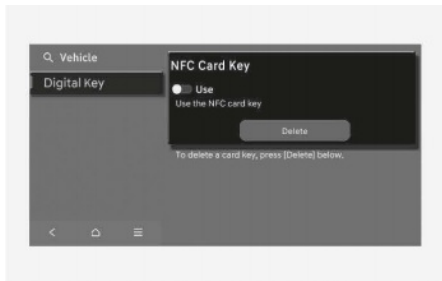 Vehicle
Digital Key
NFC Card Key
Use
Use the NFC card key
Delete
To delete a card key, press [Delete] below.